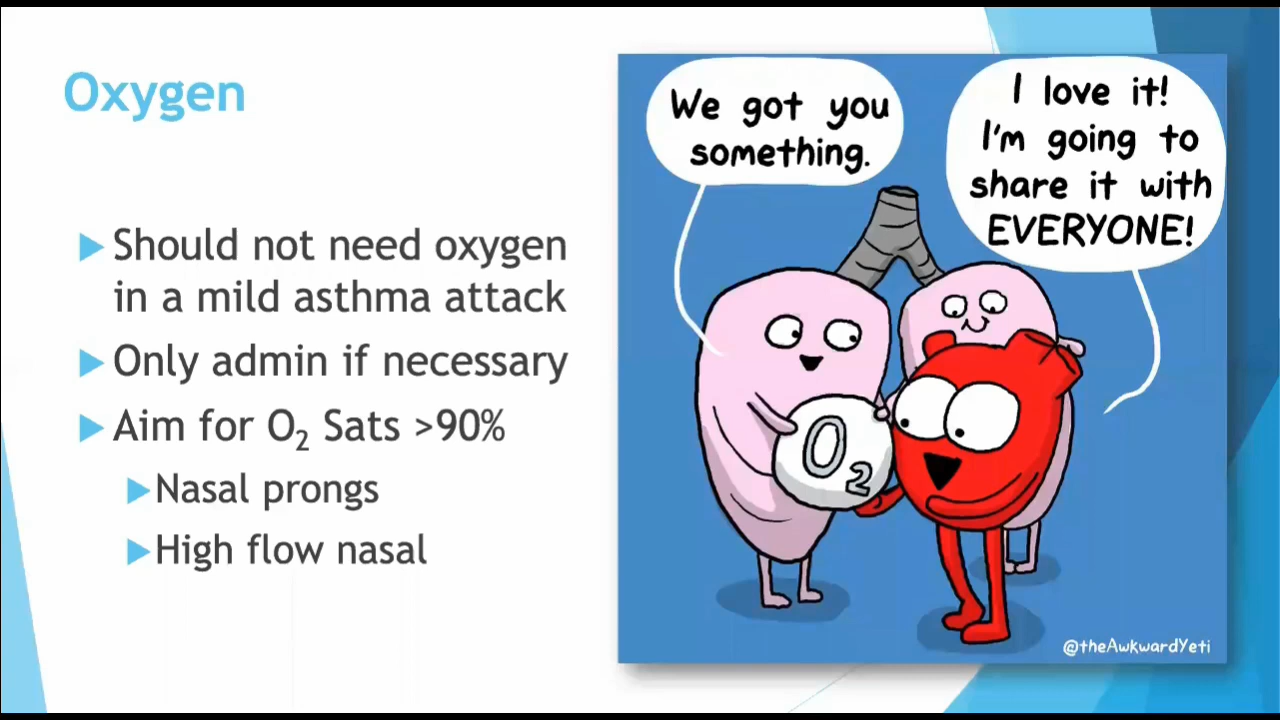 Oxygen
Should not need oxygen
in a mild asthma attack
Only admin if necessary
Aim for O₂ Sats >90%
Nasal prongs
High flow nasal
We got you
something.
I love it!
I'm going to
share it with
EVERYONE!
O₂
@theAwkwardYeti